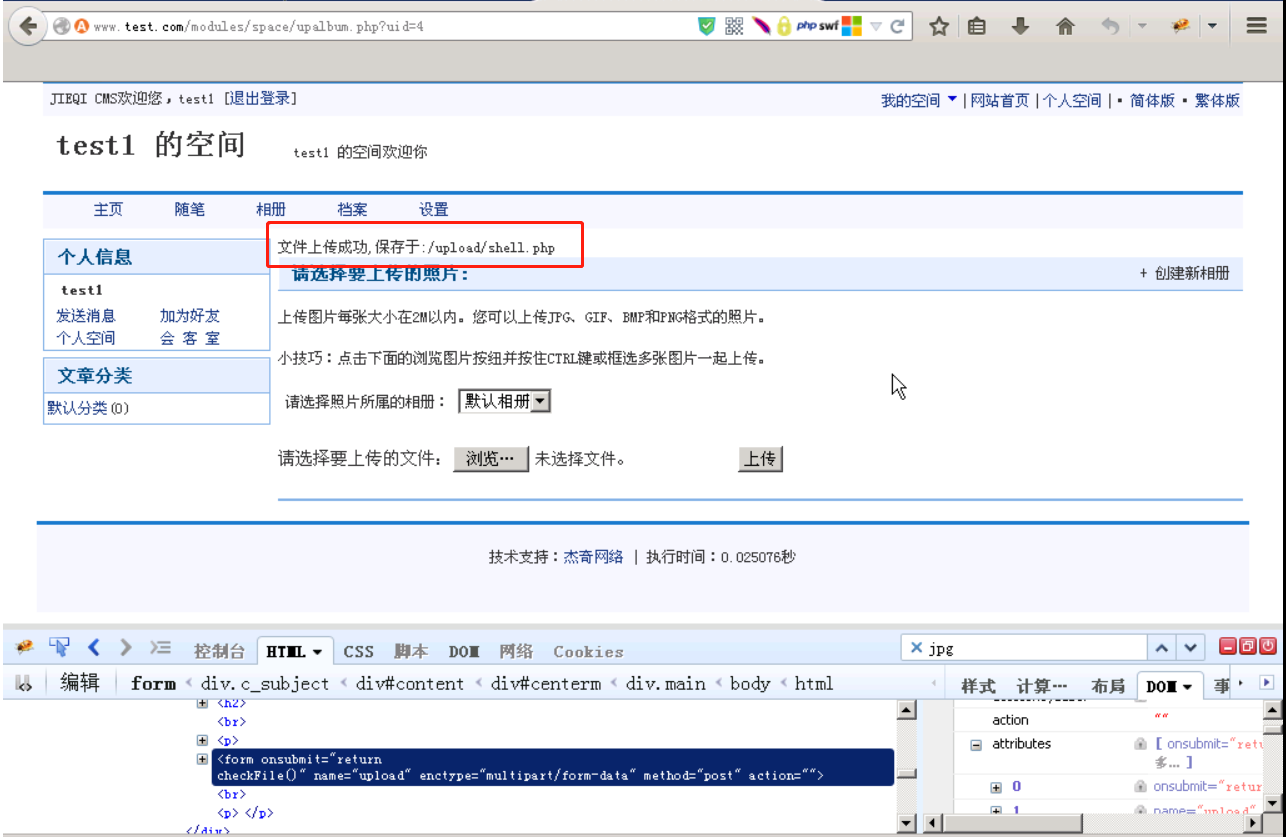 www.test.com/modules/space/upalbum.php?uid=4
php swf
JIEQI CMS欢迎您，test1 [退出登录]
我的空间 | 网站首页 | 个人空间 | ▪ 简体版 ▪ 繁体版
test1 的空间 test1 的空间欢迎你
主页 随笔 相册 档案 设置
文件上传成功,保存于:/upload/shell.php
个人信息
请选择要上传的照片:
+ 创建新相册
test1
发送消息 加为好友
个人空间 会 客 室
上传图片每张大小在2M以内。您可以上传JPG、GIF、BMP和PNG格式的照片。
小技巧：点击下面的浏览图片按纽并按住CTRL键或框选多张图片一起上传。
文章分类
默认分类(0)
请选择照片所属的相册： 默认相册
请选择要上传的文件: 浏览… 未选择文件。 上传
技术支持：杰奇网络 | 执行时间：0.025076秒
控制台 HTML CSS 脚本 DOM 网络 Cookies
jpg
编辑 form < div.c_subject < div#content < div#centerm < div.main < body < html
样式 计算… 布局 DOM 事
<h2>
<br>
<p>
<form onsubmit="return
checkFile()" name="upload" enctype="multipart/form-data" method="post" action="">
<br>
<p> </p>
</div>
action ""
attributes [ onsubmit="retu
多… ]
0 onsubmit="retur
1 name="upload"